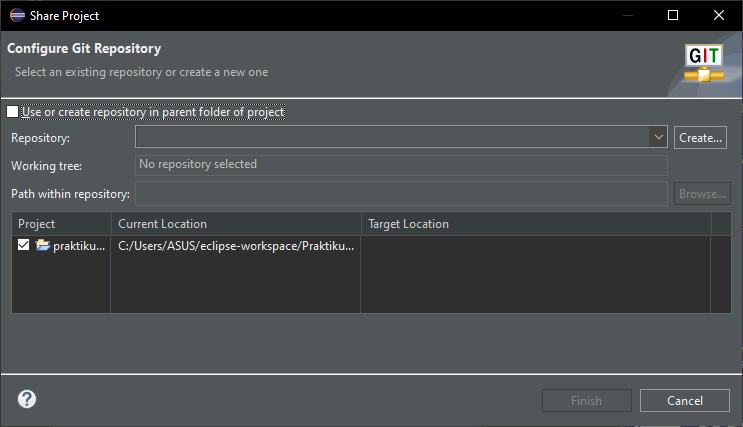 Share Project
Configure Git Repository
Select an existing repository or create a new one
GIT
Use or create repository in parent folder of project
Repository:
Create...
Working tree: No repository selected
Path within repository: Browse...
Project Current Location Target Location
praktiku... C:/Users/ASUS/eclipse-workspace/Praktiku...
?
Finish Cancel